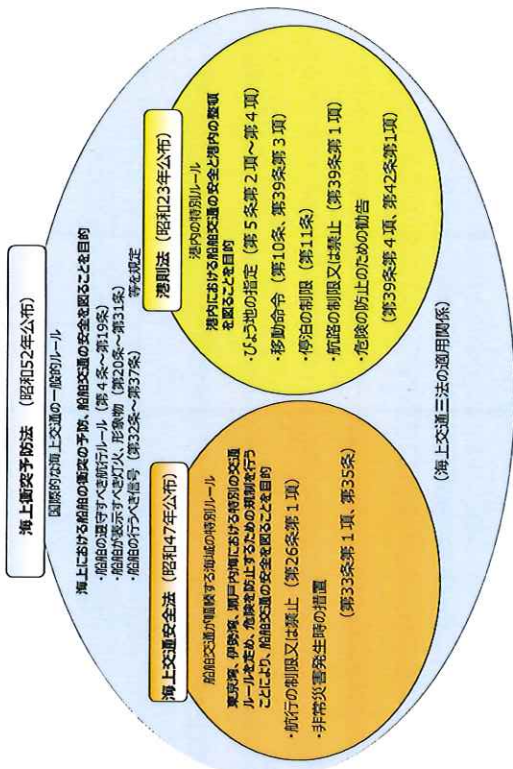 海上衝突予防法 (昭和52年公布)
国際的な海上交通の一般的ルール
海上における船舶の衝突の予防、船舶交通の安全を図ることを目的
・船舶の遵守すべき航行ルール(第4条~第19条)
・船舶が表示すべき灯火、形象物(第20条~第31条)
・船舶の行うべき信号(第32条~第37条)
等を規定
海上交通安全法 (昭和47年公布)
船舶交通が輻輳する海域の特別ルール
東京湾、伊勢湾、瀬戸内海における特別の交通
ルールを定め、危険を防止するための規制を行う
ことにより、船舶交通の安全を図ることを目的
・航行の制限又は禁止(第26条第1項)
・非常災害発生時の措置
(第33条第1項、第35条)
港則法 (昭和23年公布)
港内の特別ルール
港内における船舶交通の安全と港内の整頓
を図ることを目的
・びょう地の指定(第5条第2項~第4項)
・移動命令(第10条、第39条第3項)
・停泊の制限(第11条)
・航路の制限又は禁止(第39条第1項)
・危険の防止のための勧告
(第39条第4項、第42条第1項)
(海上交通三法の適用関係)